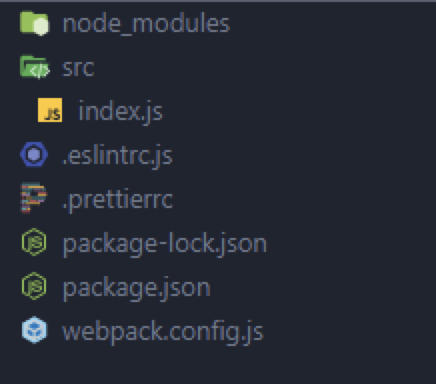 node_modules
src
index.js
.eslintrc.js
.prettierrc
package-lock.json
package.json
webpack.config.js